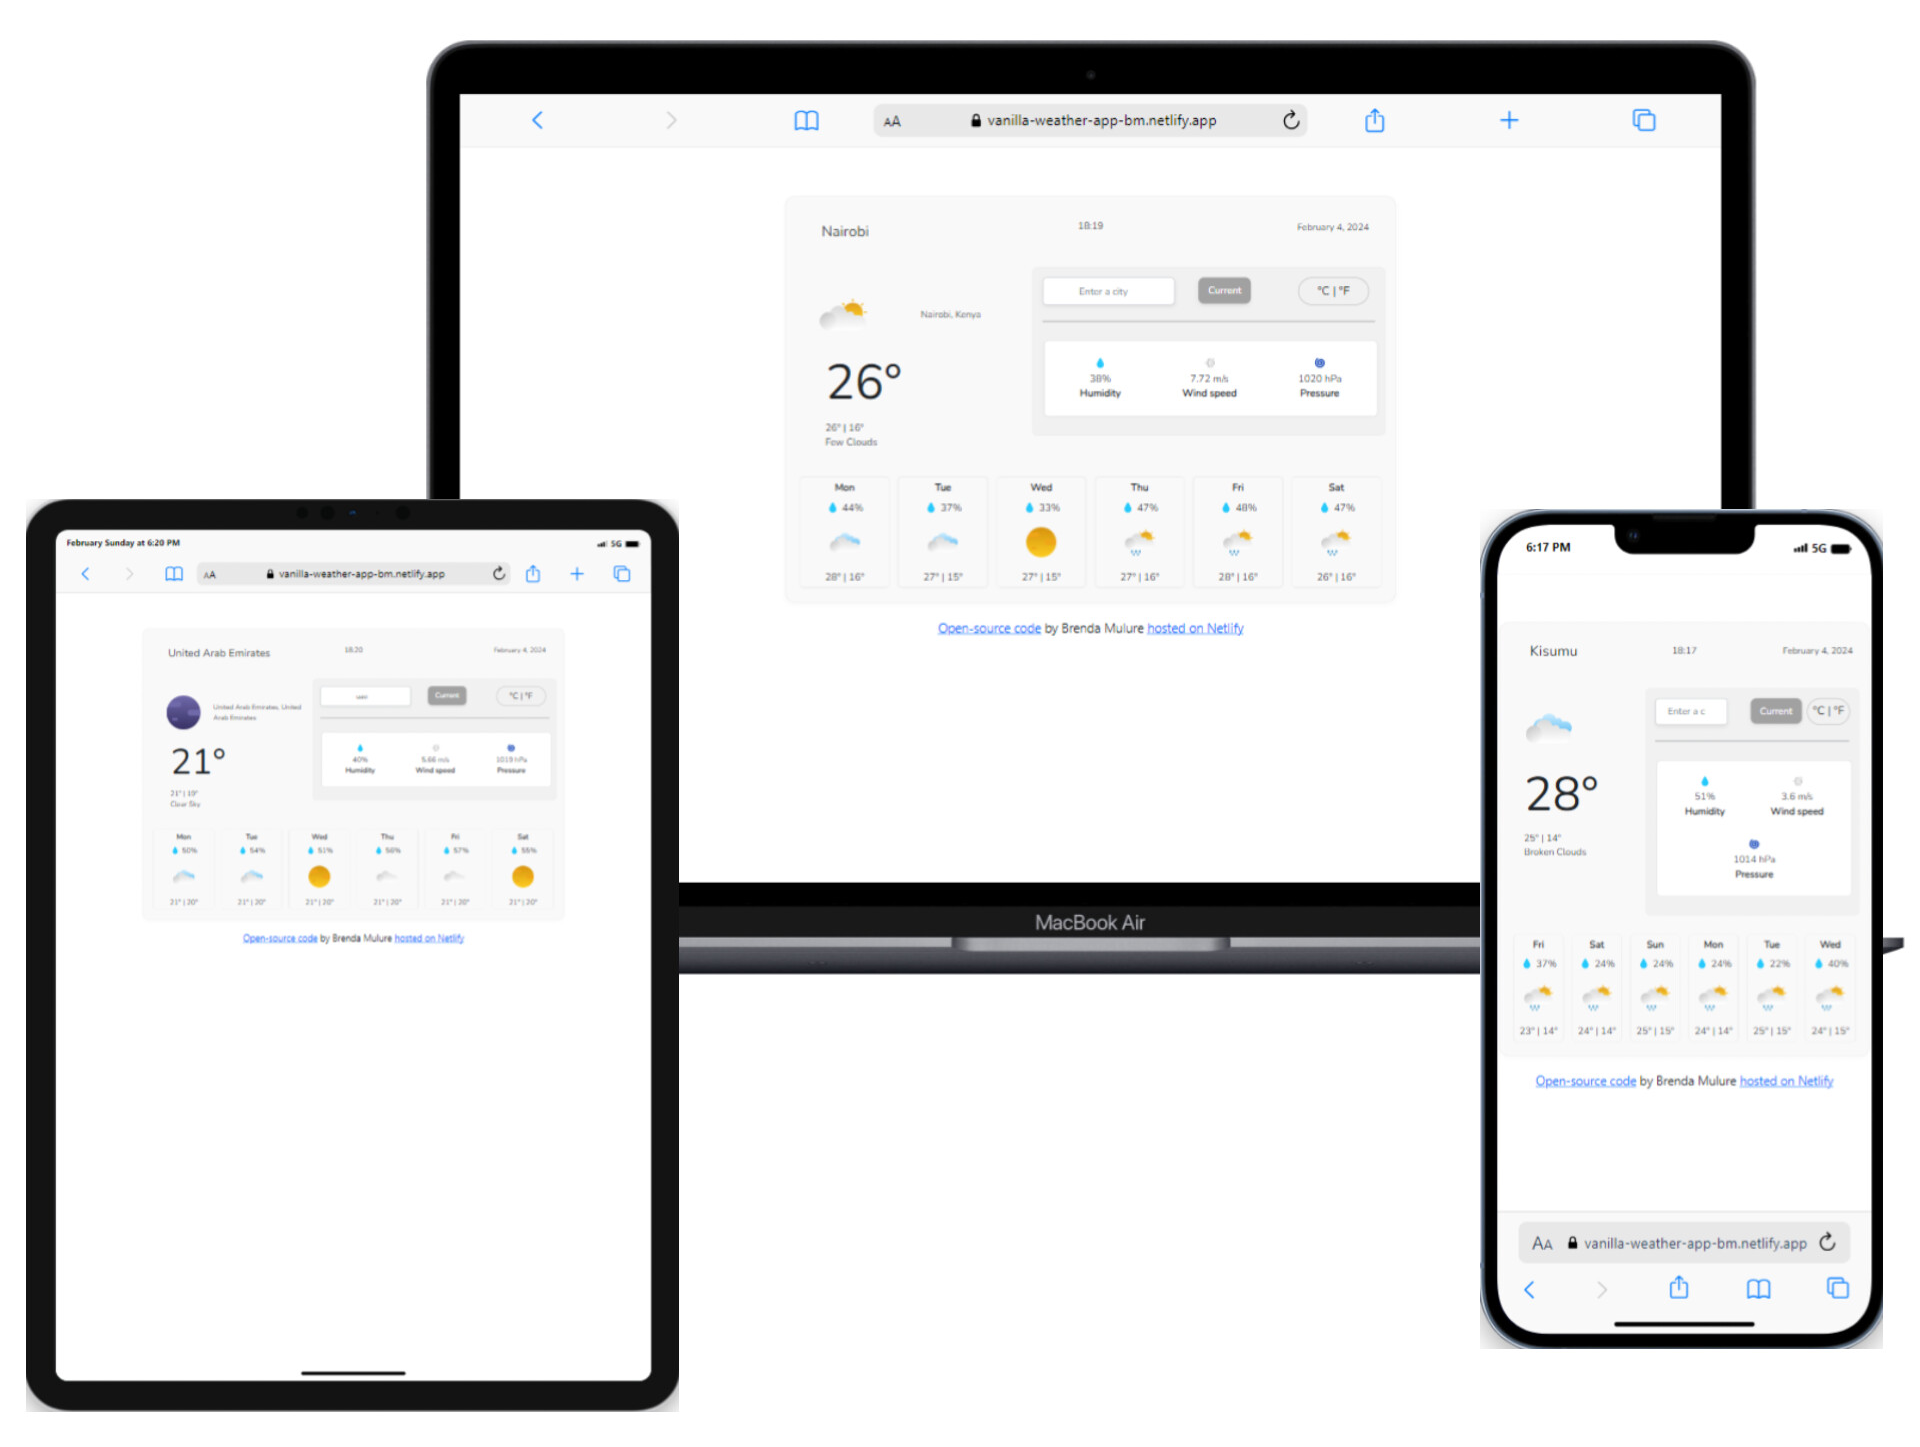 AA vanilla-weather-app-bm.netlify.app
Nairobi 18:19 February 4, 2024
Enter a city Current °C | °F
Nairobi, Kenya
26°
38% 7.72 m/s 1020 hPa
Humidity Wind speed Pressure
26° | 16°
Few Clouds
Mon Tue Wed Thu Fri Sat
44% 37% 33% 47% 48% 47%
28° | 16° 27° | 15° 27° | 15° 27° | 16° 28° | 16° 26° | 16°
Open-source code by Brenda Mulure hosted on Netlify
MacBook Air
February Sunday at 6:20 PM 5G
AA vanilla-weather-app-bm.netlify.app
United Arab Emirates 18:20 February 4, 2024
Current °C | °F
United Arab Emirates, United
Arab Emirates
21°
40% 5.66 m/s 1019 hPa
Humidity Wind speed Pressure
21° | 19°
Clear Sky
Mon Tue Wed Thu Fri Sat
50% 54% 51% 56% 57% 55%
21° | 20° 21° | 20° 21° | 20° 21° | 20° 21° | 20° 21° | 20°
Open-source code by Brenda Mulure hosted on Netlify
6:17 PM 5G
Kisumu 18:17 February 4, 2024
Enter a c Current °C | °F
28°
51% 3.6 m/s
Humidity Wind speed
1014 hPa
Pressure
25° | 14°
Broken Clouds
Fri Sat Sun Mon Tue Wed
37% 24% 24% 24% 22% 40%
23° | 14° 24° | 14° 25° | 15° 24° | 14° 25° | 15° 24° | 15°
Open-source code by Brenda Mulure hosted on Netlify
AA vanilla-weather-app-bm.netlify.app